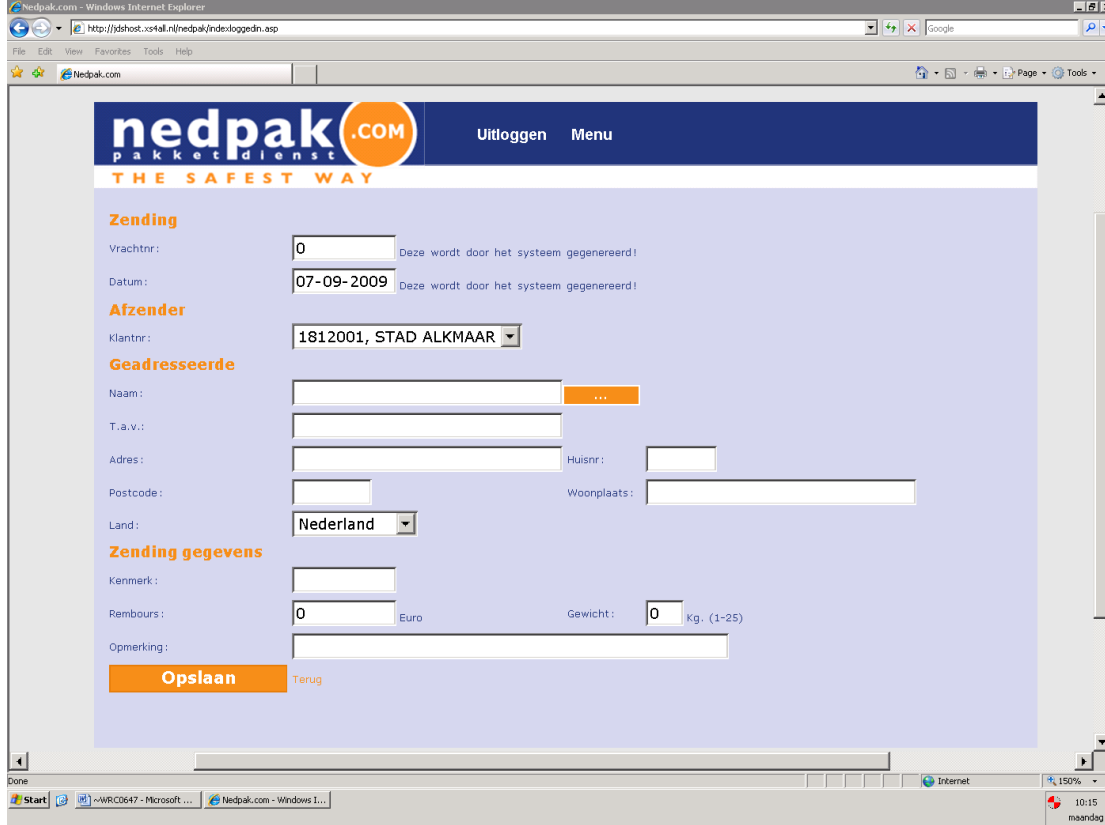 Nedpak.com - Windows Internet Explorer
http://jdshost.xs4all.nl/nedpak/indexloggedin.asp
Google
File Edit View Favorites Tools Help
Nedpak.com
Page Tools
nedpak .COM
pakketdienst
THE SAFEST WAY
Uitloggen Menu
Zending
Vrachtnr: 0 Deze wordt door het systeem gegenereerd!
Datum: 07-09-2009 Deze wordt door het systeem gegenereerd!
Afzender
Klantnr: 1812001, STAD ALKMAAR
Geadresseerde
Naam: ...
T.a.v.:
Adres: Huisnr:
Postcode: Woonplaats:
Land: Nederland
Zending gegevens
Kenmerk:
Rembours: 0 Euro Gewicht: 0 Kg. (1-25)
Opmerking:
Opslaan Terug
Done Internet 150%
Start ~WRC0647 - Microsoft ... Nedpak.com - Windows I... 10:15
maandag